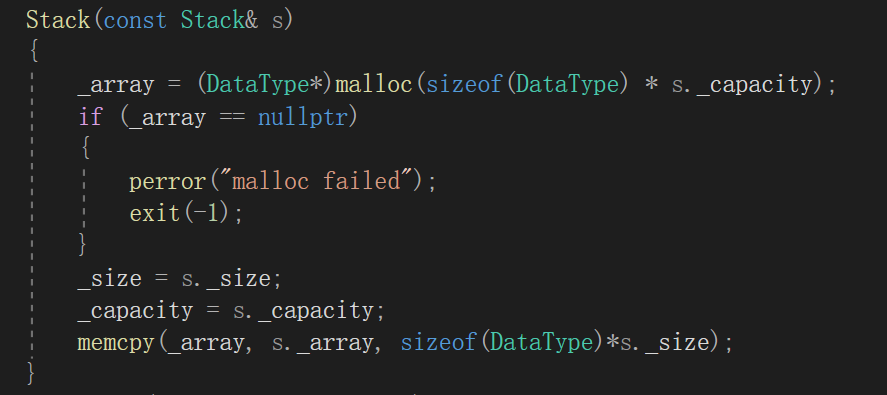 Stack(const Stack& s)
{
_array = (DataType*)malloc(sizeof(DataType) * s._capacity);
if (_array == nullptr)
{
perror("malloc failed");
exit(-1);
}
_size = s._size;
_capacity = s._capacity;
memcpy(_array, s._array, sizeof(DataType)*s._size);
}